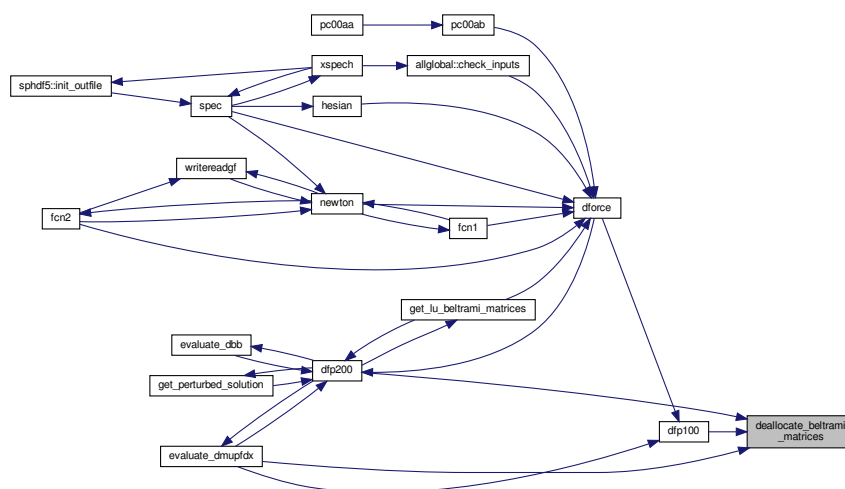 pc00aa
pc00ab
xspech
allglobal::check_inputs
sphdf5::init_outfile
spec
hesian
writereadgf
newton
dforce
fcn2
fcn1
get_lu_beltrami_matrices
evaluate_dbb
dfp200
get_perturbed_solution
deallocate_beltrami
_matrices
dfp100
evaluate_dmupfdx